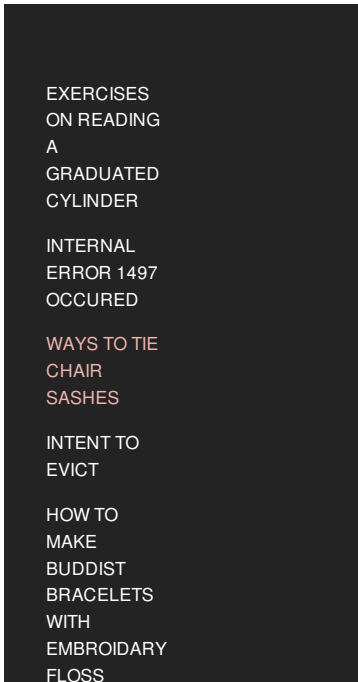 EXERCISES
ON READING
A
GRADUATED
CYLINDER
INTERNAL
ERROR 1497
OCCURED
WAYS TO TIE
CHAIR
SASHES
INTENT TO
EVICT
HOW TO
MAKE
BUDDIST
BRACELETS
WITH
EMBROIDARY
FLOSS